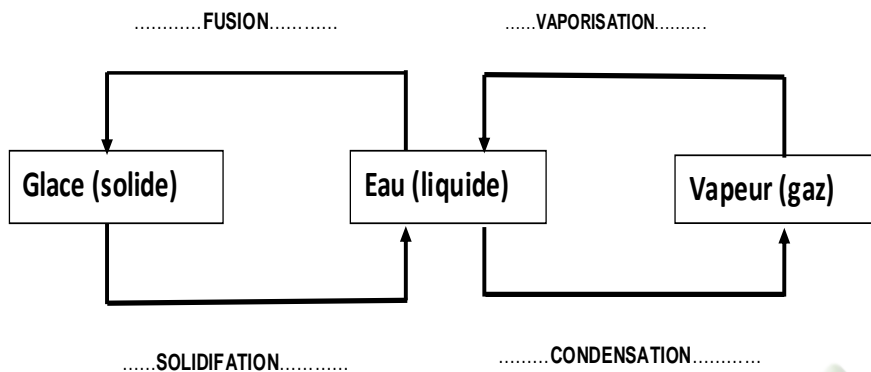 ............FUSION...........
......VAPORISATION..........
Glace (solide)
Eau (liquide)
Vapeur (gaz)
......SOLIDIFATION............
.........CONDENSATION............